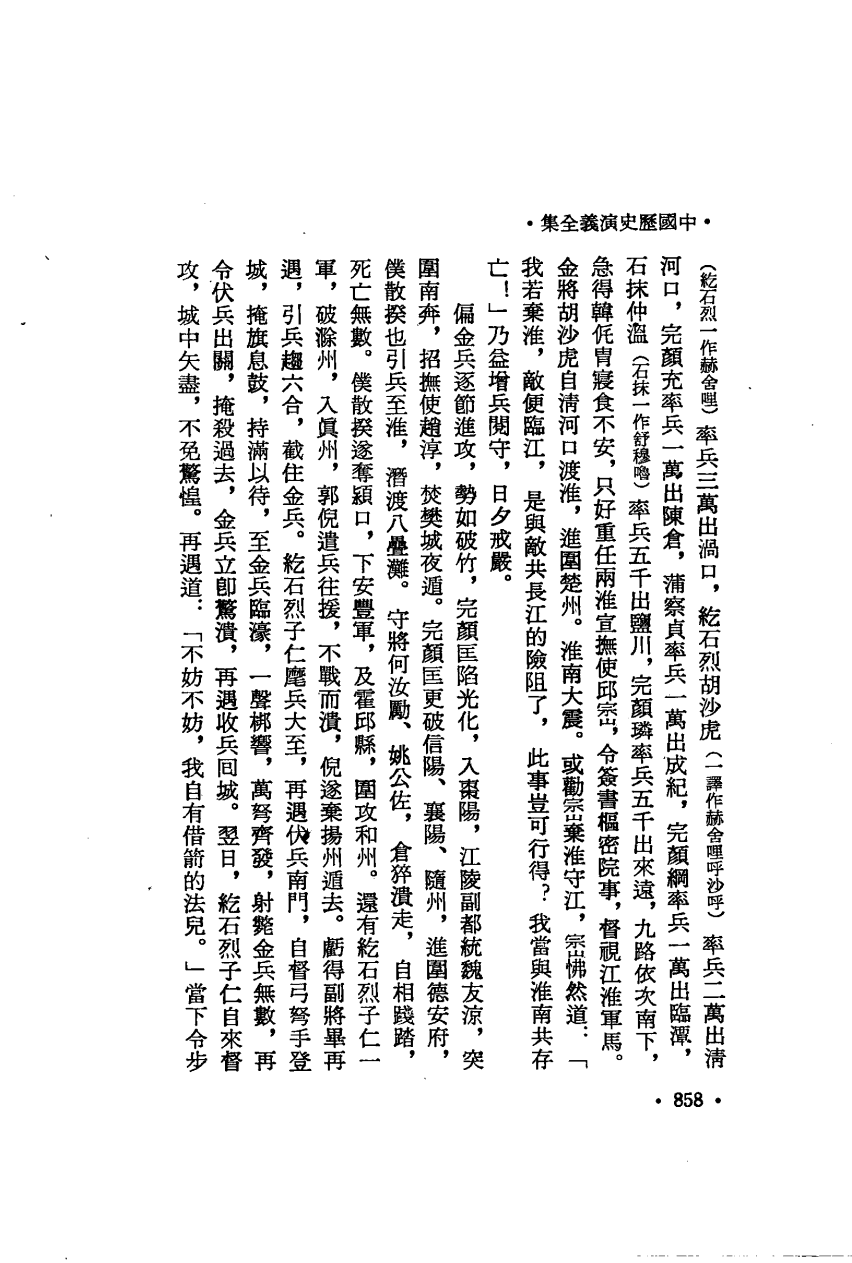 •中國歷史演義全集•
（紇石烈一作赫舍哩）率兵三萬出渦口，紇石烈胡沙虎（一譯作赫舍哩呼沙呼）率兵二萬出清
河口，完顏充率兵一萬出陳倉，蒲察貞率兵一萬出成紀，完顏綱率兵一萬出臨潭，
石抹仲溫（石抹一作舒穆嚕）率兵五千出鹽川，完顏璘率兵五千出來遠，九路依次南下，
急得韓侂胄寢食不安，只好重任兩淮宣撫使邱崈，令簽書樞密院事，督視江淮軍馬。
金將胡沙虎自清河口渡淮，進圍楚州。淮南大震。或勸崈棄淮守江，崈怫然道：「
我若棄淮，敵便臨江，是與敵共長江的險阻了，此事豈可行得？我當與淮南共存
亡！」乃益增兵閱守，日夕戒嚴。
偏金兵逐節進攻，勢如破竹，完顏匡陷光化，入棗陽，江陵副都統魏友涼，突
圍南奔，招撫使趙淳，焚樊城夜遁。完顏匡更破信陽、襄陽、隨州，進圍德安府，
僕散揆也引兵至淮，潛渡八疊灘。守將何汝勵、姚公佐，倉猝潰走，自相踐踏，
死亡無數。僕散揆遂奪潁口，下安豐軍，及霍邱縣，圍攻和州。還有紇石烈子仁一
軍，破滁州，入眞州，郭倪遣兵往援，不戰而潰，倪遂棄揚州遁去。虧得副將畢再
遇，引兵趨六合，截住金兵。紇石烈子仁麾兵大至，再遇伏兵南門，自督弓弩手登
城，掩旗息鼓，持滿以待，至金兵臨濠，一聲梆響，萬弩齊發，射斃金兵無數，再
令伏兵出關，掩殺過去，金兵立卽驚潰，再遇收兵回城。翌日，紇石烈子仁自來督
攻，城中矢盡，不免驚惶。再遇道：「不妨不妨，我自有借箭的法兒。」當下令步
•858•